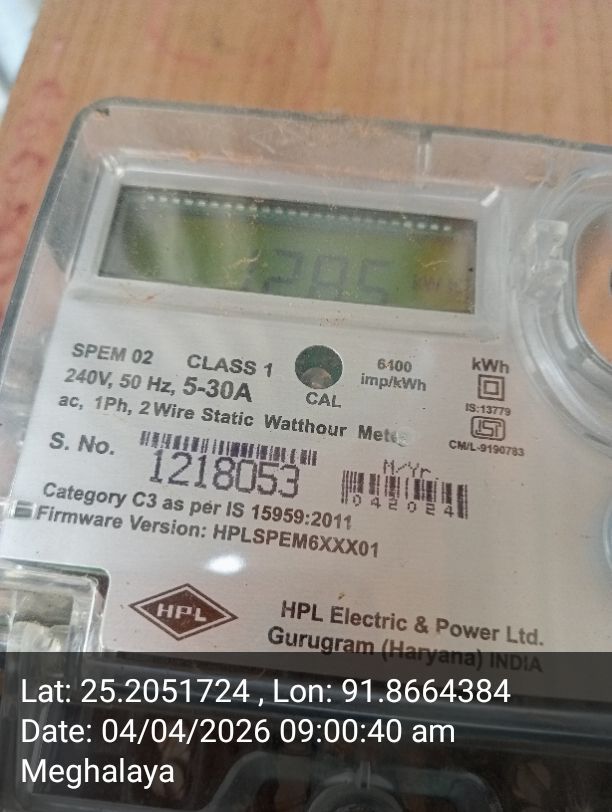 1285 kWh
SPEM 02 CLASS 1
6400 imp/kWh
kWh
240V, 50 Hz, 5-30A
CAL
ac, 1Ph, 2 Wire Static Watthour Meter
IS:13779
ISI
CM/L-9190783
S. No.
1218053
M/Yr.
042024
Category C3 as per IS 15959:2011
Firmware Version: HPLSPEM6XXX01
HPL
HPL Electric & Power Ltd.
Gurugram (Haryana) INDIA
Lat: 25.2051724 , Lon: 91.8664384
Date: 04/04/2026 09:00:40 am
Meghalaya